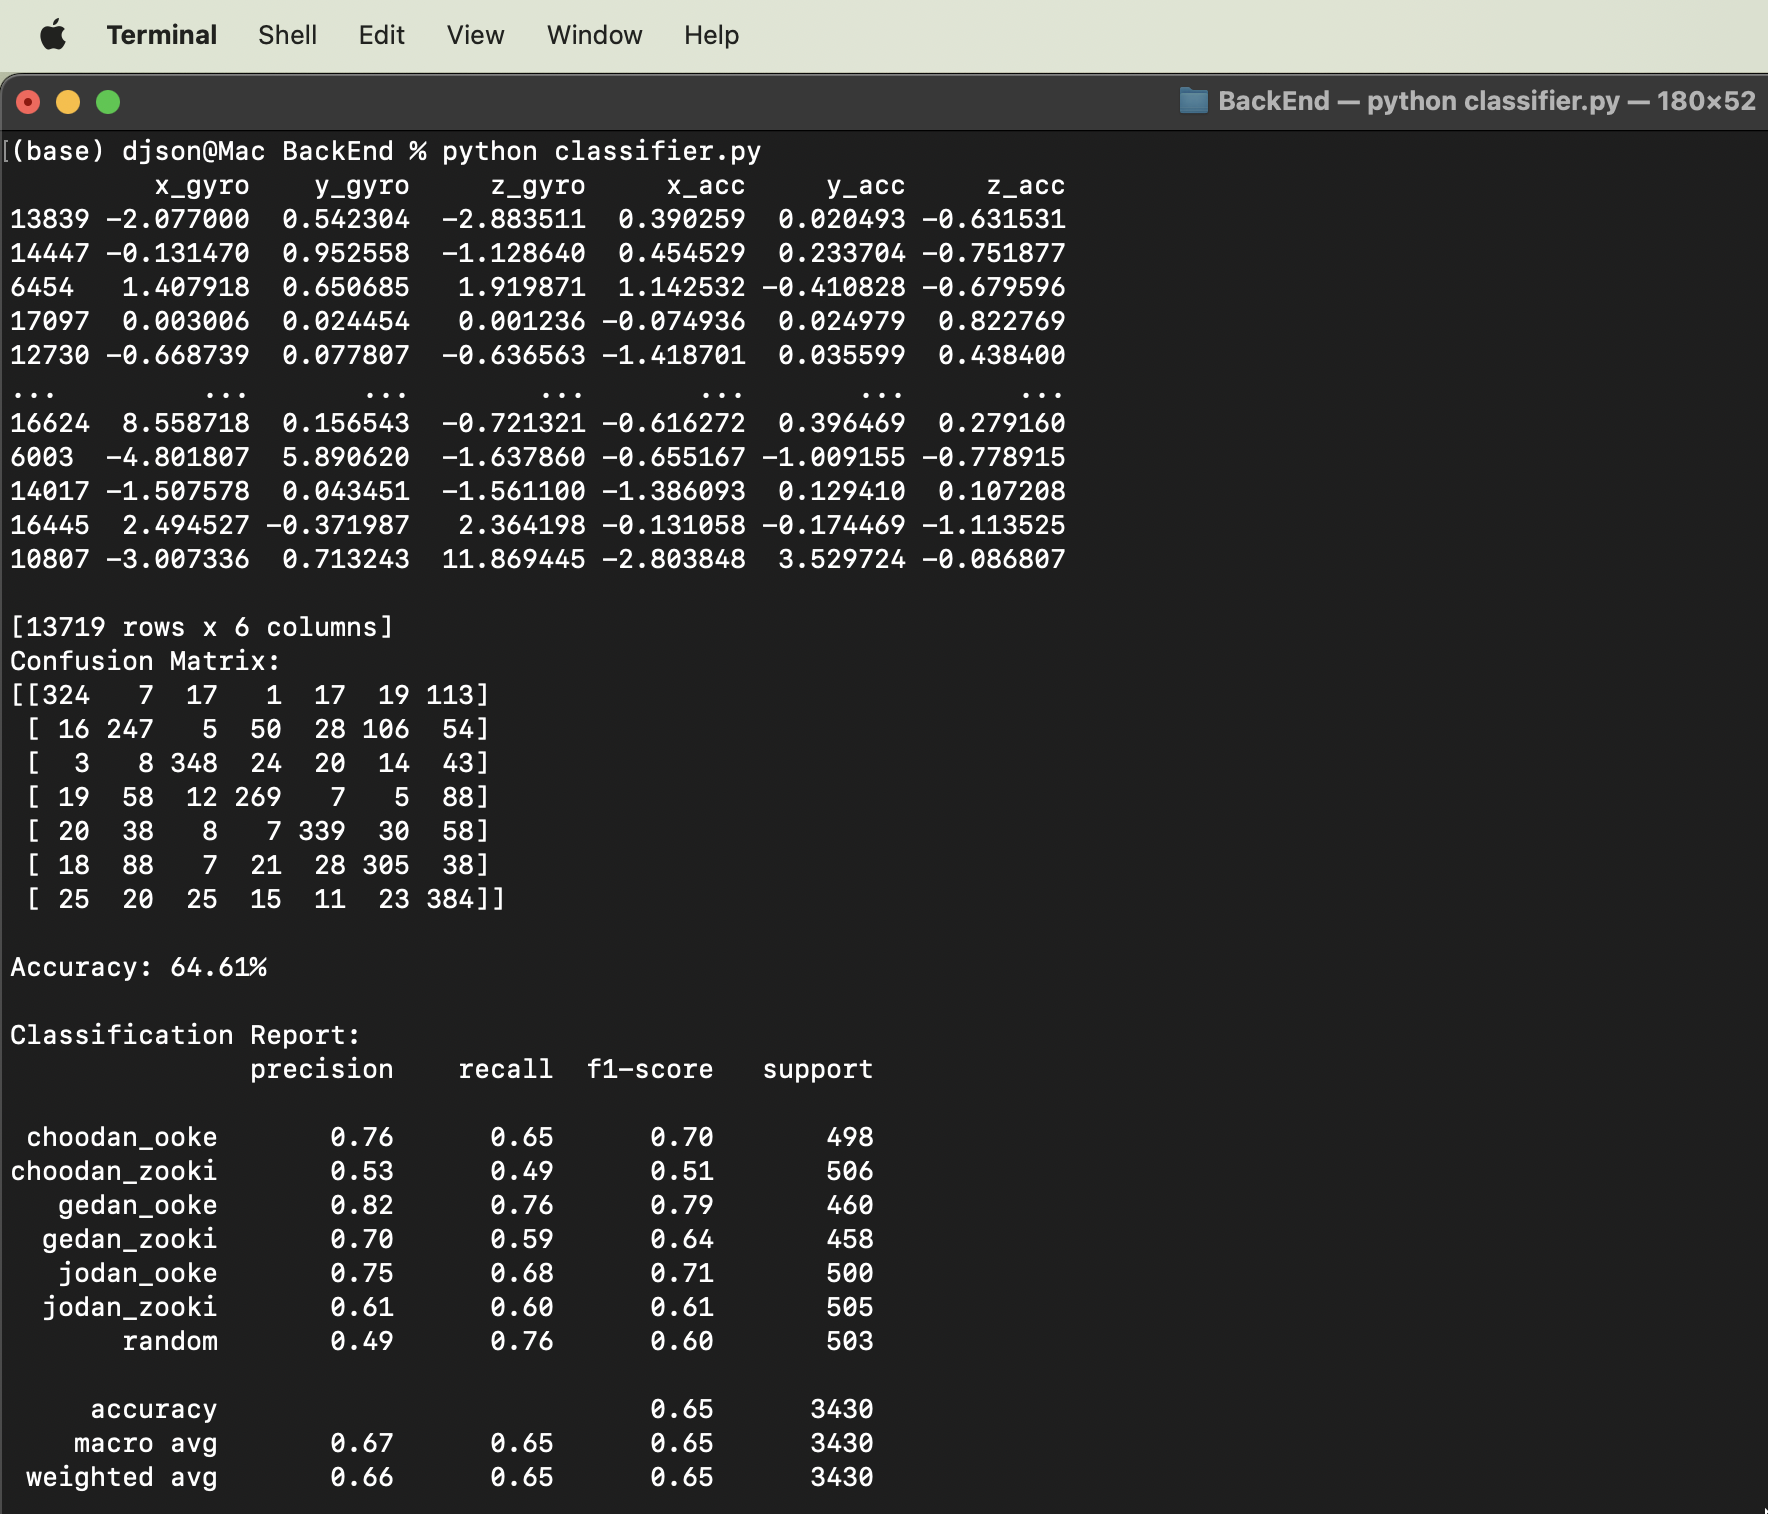 Terminal Shell Edit View Window Help
BackEnd — python classifier.py — 180×52
[(base) djson@Mac BackEnd % python classifier.py
         x_gyro    y_gyro     z_gyro     x_acc     y_acc     z_acc
13839 -2.077000  0.542304  -2.883511  0.390259  0.020493 -0.631531
14447 -0.131470  0.952558  -1.128640  0.454529  0.233704 -0.751877
6454   1.407918  0.650685   1.919871  1.142532 -0.410828 -0.679596
17097  0.003006  0.024454   0.001236 -0.074936  0.024979  0.822769
12730 -0.668739  0.077807  -0.636563 -1.418701  0.035599  0.438400
...         ...       ...        ...       ...       ...       ...
16624  8.558718  0.156543  -0.721321 -0.616272  0.396469  0.279160
6003  -4.801807  5.890620  -1.637860 -0.655167 -1.009155 -0.778915
14017 -1.507578  0.043451  -1.561100 -1.386093  0.129410  0.107208
16445  2.494527 -0.371987   2.364198 -0.131058 -0.174469 -1.113525
10807 -3.007336  0.713243  11.869445 -2.803848  3.529724 -0.086807
[13719 rows x 6 columns]
Confusion Matrix:
[[324   7  17   1  17  19 113]
 [ 16 247   5  50  28 106  54]
 [  3   8 348  24  20  14  43]
 [ 19  58  12 269   7   5  88]
 [ 20  38   8   7 339  30  58]
 [ 18  88   7  21  28 305  38]
 [ 25  20  25  15  11  23 384]]
Accuracy: 64.61%
Classification Report:
               precision    recall  f1-score   support
 choodan_ooke       0.76      0.65      0.70       498
choodan_zooki       0.53      0.49      0.51       506
   gedan_ooke       0.82      0.76      0.79       460
  gedan_zooki       0.70      0.59      0.64       458
   jodan_ooke       0.75      0.68      0.71       500
  jodan_zooki       0.61      0.60      0.61       505
       random       0.49      0.76      0.60       503
     accuracy                           0.65      3430
    macro avg       0.67      0.65      0.65      3430
 weighted avg       0.66      0.65      0.65      3430